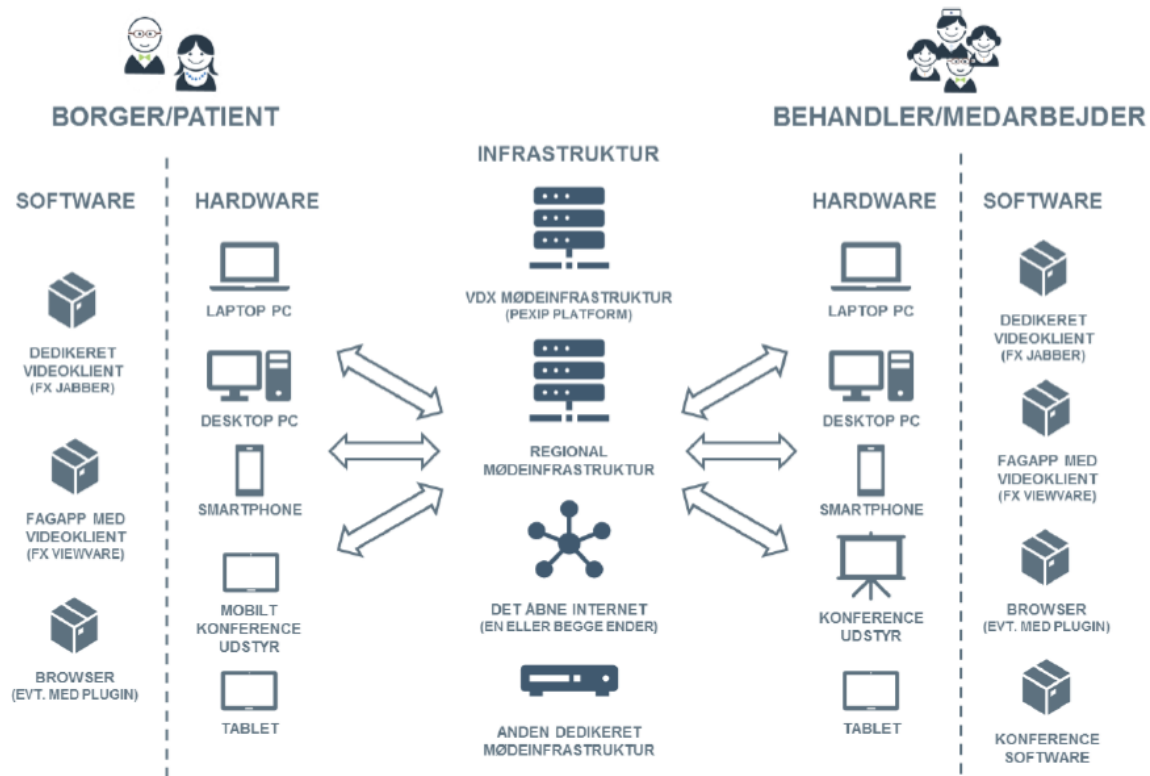 BORGER/PATIENT
SOFTWARE
DEDIKERET
VIDEOKLIENT
(FX JABBER)
FAGAPP MED
VIDEOKLIENT
(FX VIEWVARE)
BROWSER
(EVT. MED PLUGIN)
HARDWARE
LAPTOP PC
DESKTOP PC
SMARTPHONE
MOBILT
KONFERENCE
UDSTYR
TABLET
INFRASTRUKTUR
VDX MØDEINFRASTRUKTUR
(PEXIP PLATFORM)
REGIONAL
MØDEINFRASTRUKTUR
DET ÅBNE INTERNET
(EN ELLER BEGGE ENDER)
ANDEN DEDIKERET
MØDEINFRASTRUKTUR
BEHANDLER/MEDARBEJDER
HARDWARE
LAPTOP PC
DESKTOP PC
SMARTPHONE
KONFERENCE
UDSTYR
TABLET
SOFTWARE
DEDIKERET
VIDEOKLIENT
(FX JABBER)
FAGAPP MED
VIDEOKLIENT
(FX VIEWVARE)
BROWSER
(EVT. MED PLUGIN)
KONFERENCE
SOFTWARE